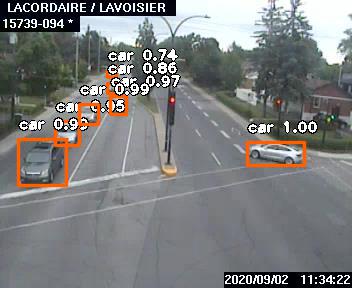 LACORDAIRE / LAVOISIER
15739-094 *
car 0.74
car 0.86
car 0.97
car 0.99
car 0.95
car 0.99
car 1.00
2020/09/02 11:34:22